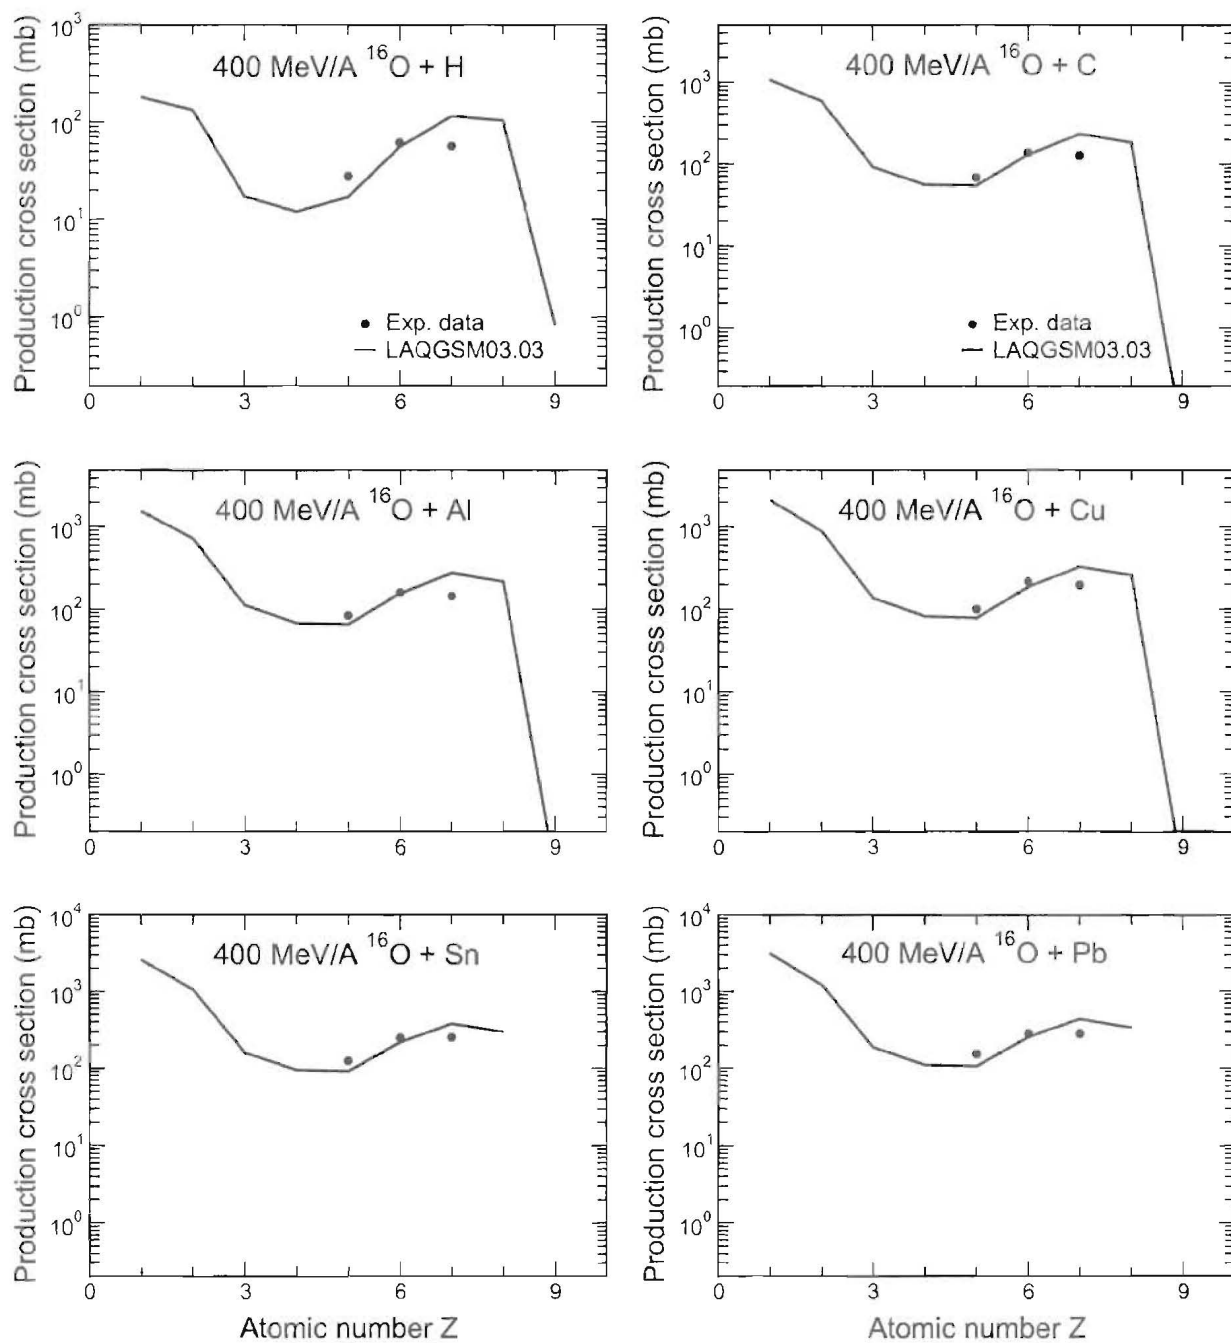 Production cross section (mb)
10³
10²
10¹
10⁰
400 MeV/A ¹⁶O + H
Exp. data
LAQGSM03.03
0 3 6 9
Production cross section (mb)
10³
10²
10¹
10⁰
400 MeV/A ¹⁶O + C
Exp. data
LAQGSM03.03
0 3 6 9
Production cross section (mb)
10³
10²
10¹
10⁰
400 MeV/A ¹⁶O + Al
0 3 6 9
Production cross section (mb)
10³
10²
10¹
10⁰
400 MeV/A ¹⁶O + Cu
0 3 6 9
Production cross section (mb)
10⁴
10³
10²
10¹
10⁰
400 MeV/A ¹⁶O + Sn
0 3 6 9
Atomic number Z
Production cross section (mb)
10⁴
10³
10²
10¹
10⁰
400 MeV/A ¹⁶O + Pb
0 3 6 9
Atomic number Z